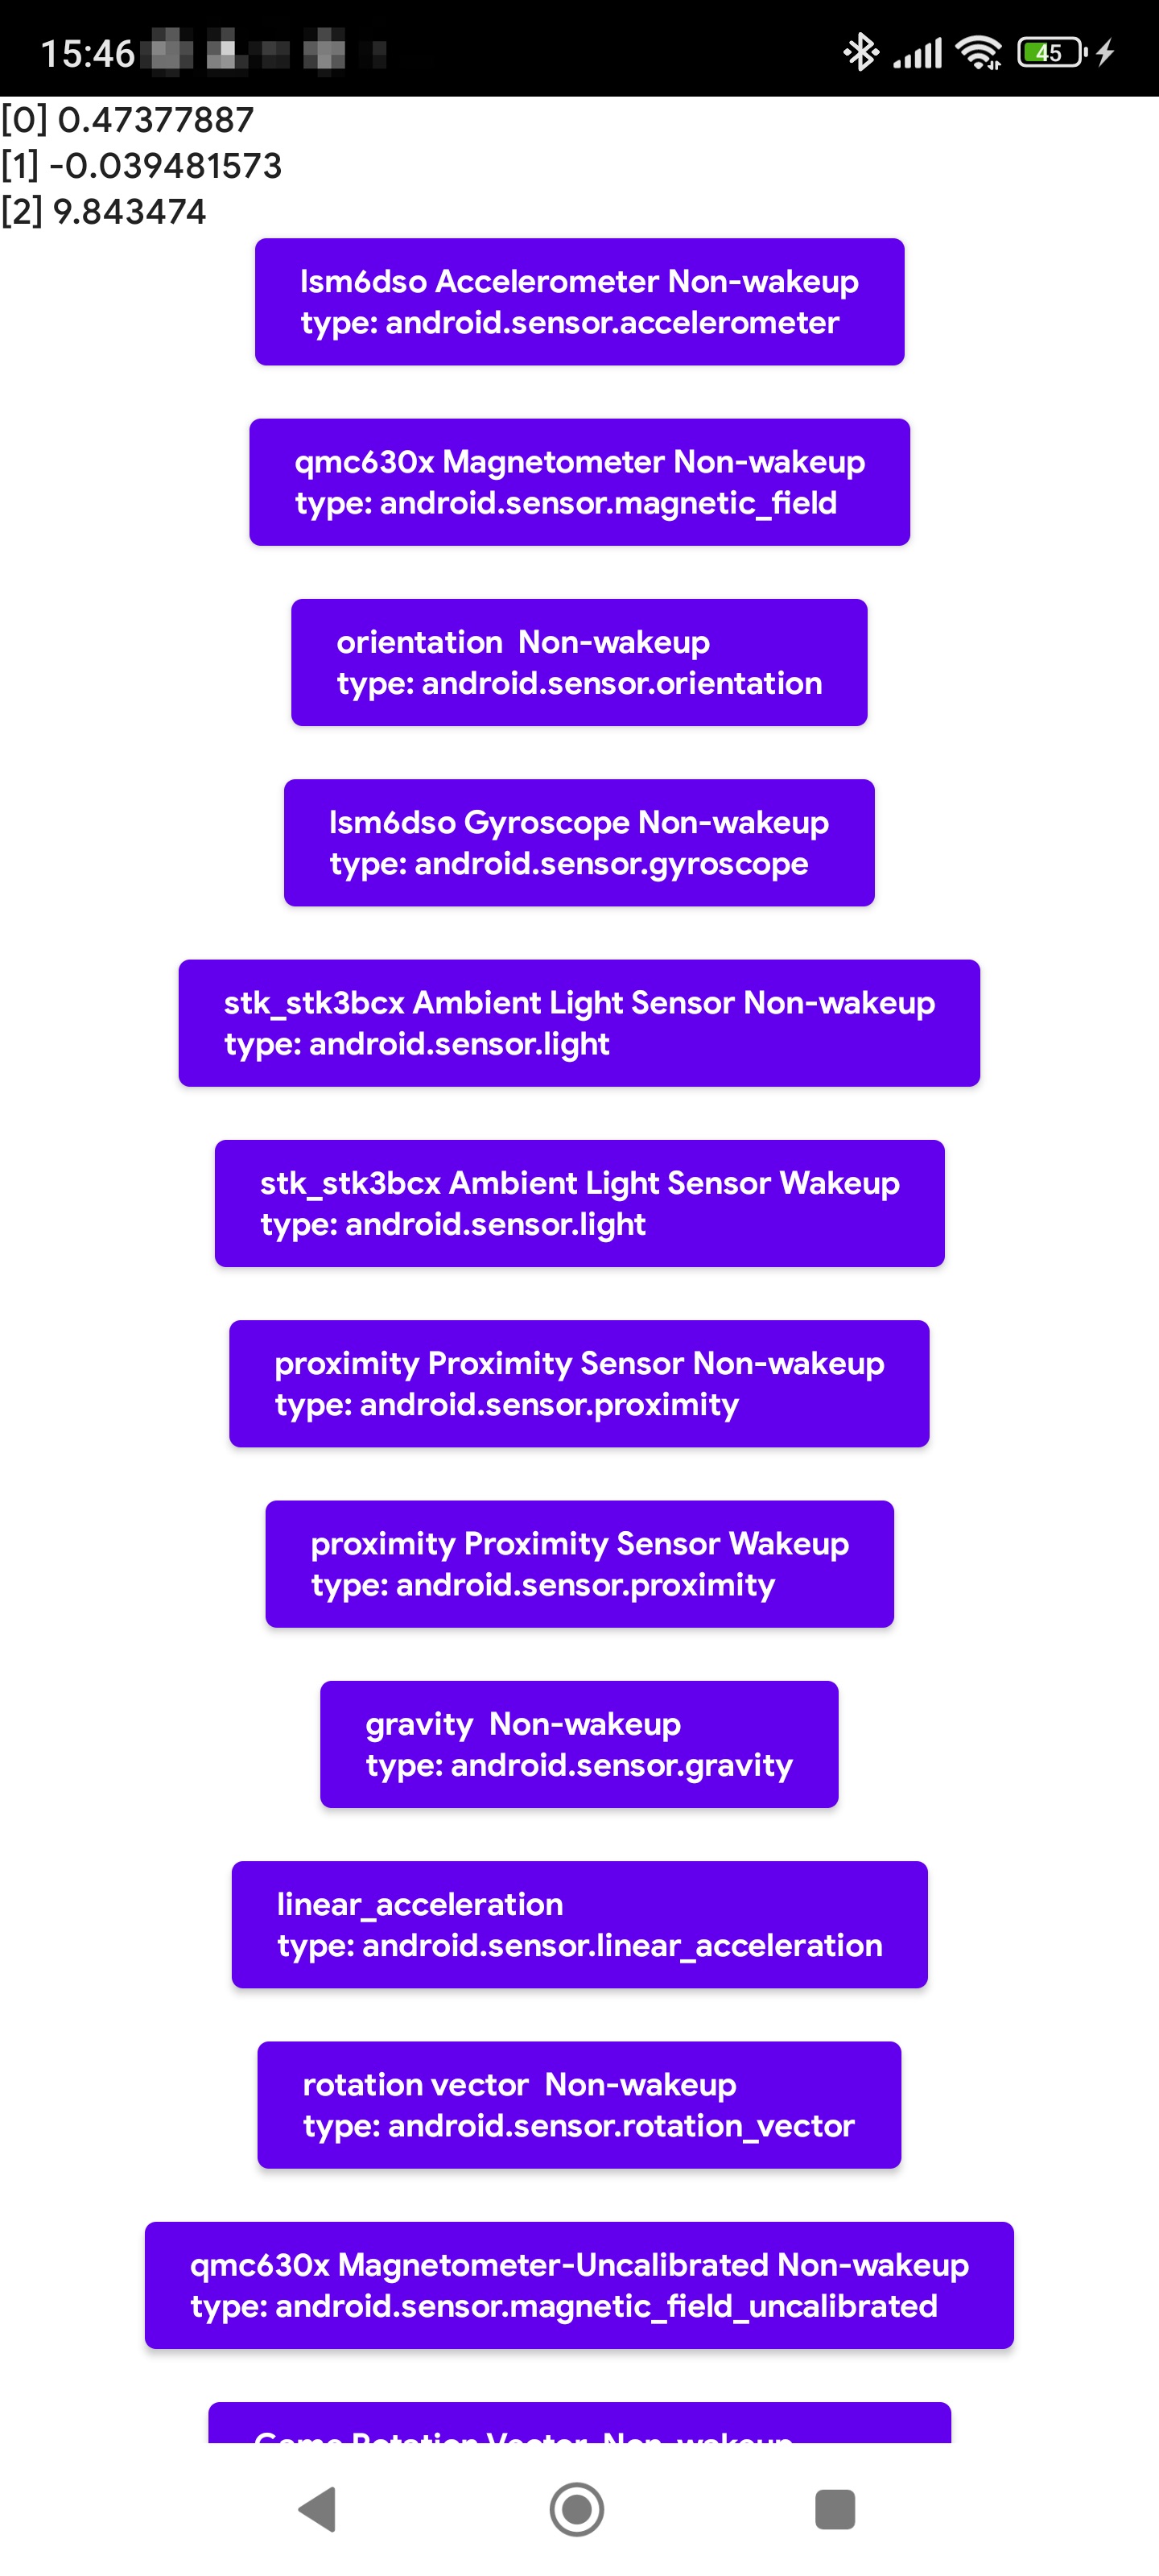 15:46
45
[0] 0.47377887
[1] -0.039481573
[2] 9.843474
lsm6dso Accelerometer Non-wakeup
type: android.sensor.accelerometer
qmc630x Magnetometer Non-wakeup
type: android.sensor.magnetic_field
orientation  Non-wakeup
type: android.sensor.orientation
lsm6dso Gyroscope Non-wakeup
type: android.sensor.gyroscope
stk_stk3bcx Ambient Light Sensor Non-wakeup
type: android.sensor.light
stk_stk3bcx Ambient Light Sensor Wakeup
type: android.sensor.light
proximity Proximity Sensor Non-wakeup
type: android.sensor.proximity
proximity Proximity Sensor Wakeup
type: android.sensor.proximity
gravity  Non-wakeup
type: android.sensor.gravity
linear_acceleration
type: android.sensor.linear_acceleration
rotation vector  Non-wakeup
type: android.sensor.rotation_vector
qmc630x Magnetometer-Uncalibrated Non-wakeup
type: android.sensor.magnetic_field_uncalibrated
Game Rotation Vector  Non-wakeup